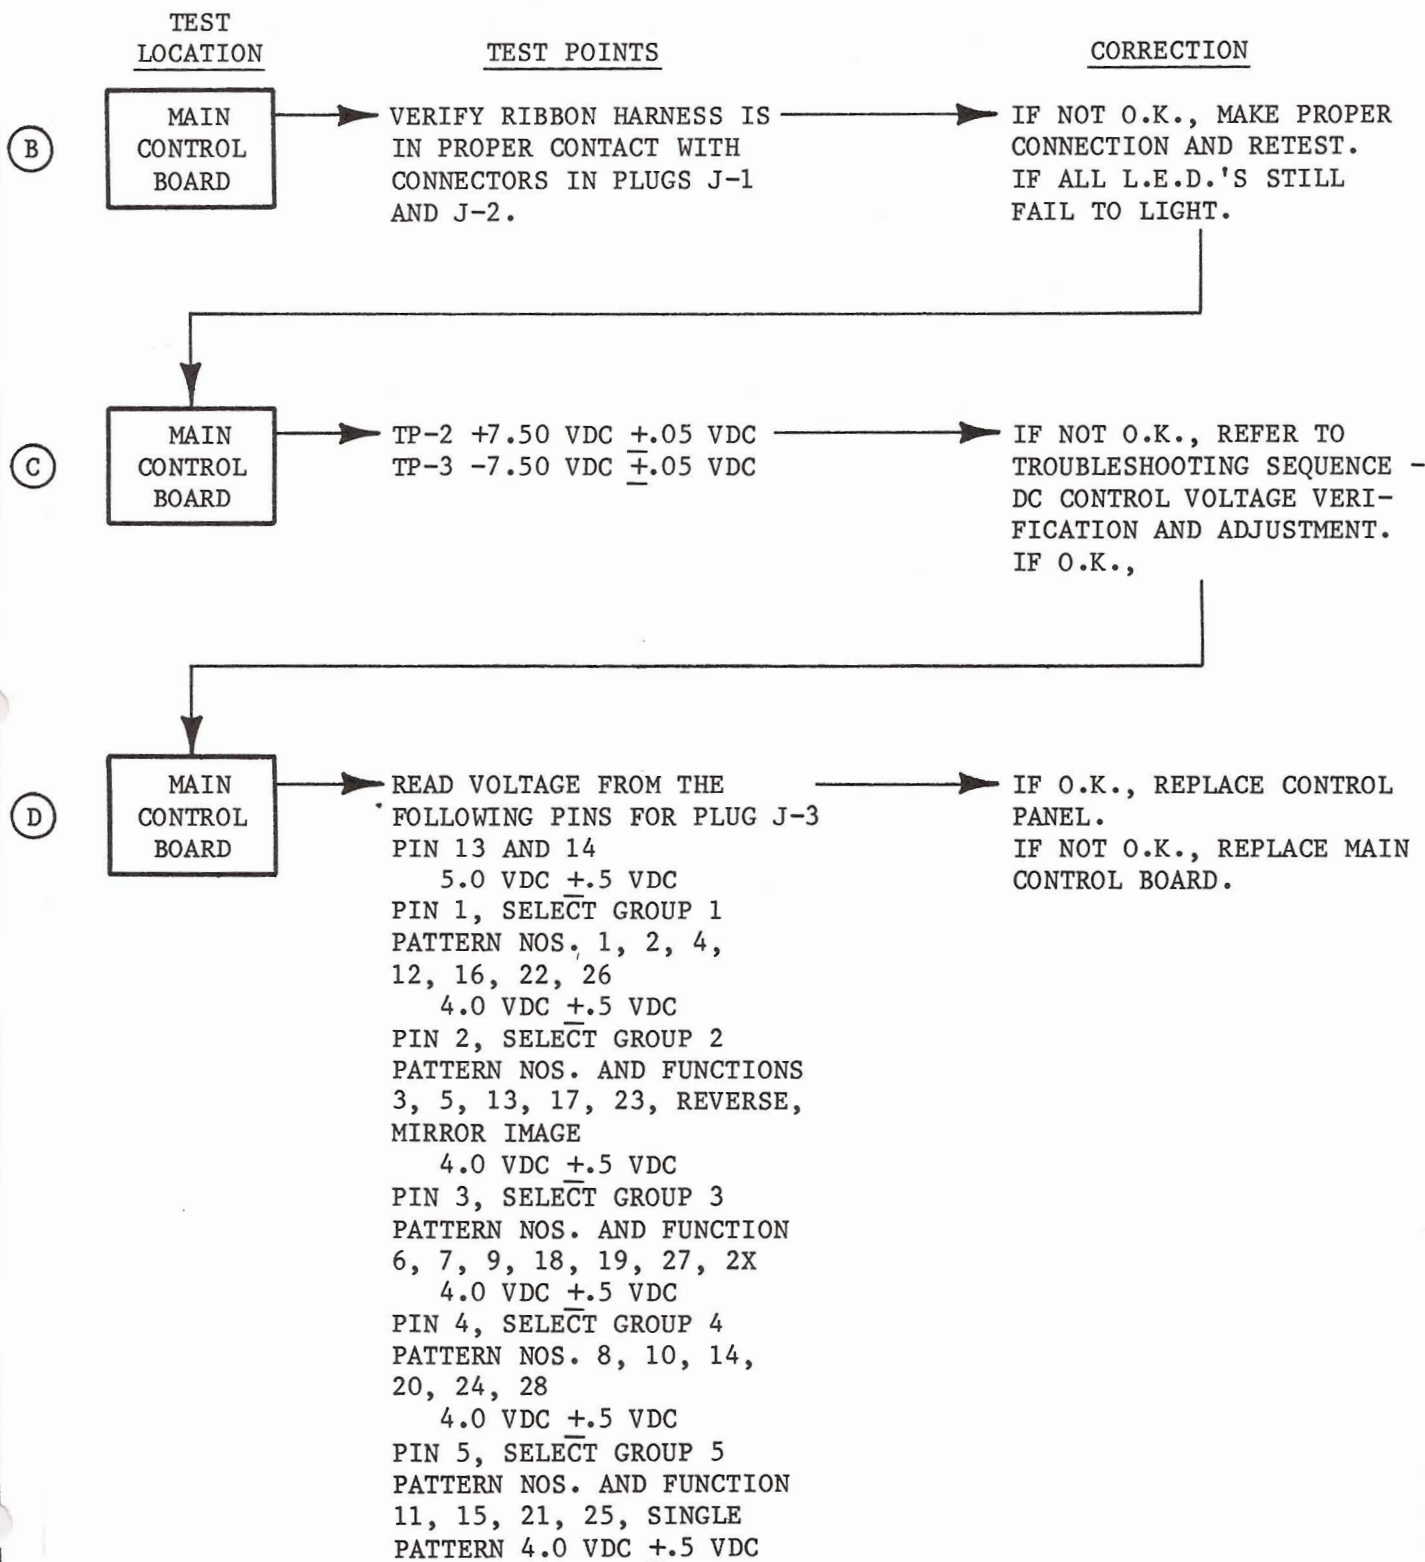 TEST
LOCATION
TEST POINTS
CORRECTION
B
MAIN
CONTROL
BOARD
VERIFY RIBBON HARNESS IS
IN PROPER CONTACT WITH
CONNECTORS IN PLUGS J-1
AND J-2.
IF NOT O.K., MAKE PROPER
CONNECTION AND RETEST.
IF ALL L.E.D.'S STILL
FAIL TO LIGHT.
C
MAIN
CONTROL
BOARD
TP-2 +7.50 VDC ±.05 VDC
TP-3 -7.50 VDC ±.05 VDC
IF NOT O.K., REFER TO
TROUBLESHOOTING SEQUENCE -
DC CONTROL VOLTAGE VERI-
FICATION AND ADJUSTMENT.
IF O.K.,
D
MAIN
CONTROL
BOARD
READ VOLTAGE FROM THE
FOLLOWING PINS FOR PLUG J-3
PIN 13 AND 14
5.0 VDC ±.5 VDC
PIN 1, SELECT GROUP 1
PATTERN NOS. 1, 2, 4,
12, 16, 22, 26
4.0 VDC ±.5 VDC
PIN 2, SELECT GROUP 2
PATTERN NOS. AND FUNCTIONS
3, 5, 13, 17, 23, REVERSE,
MIRROR IMAGE
4.0 VDC ±.5 VDC
PIN 3, SELECT GROUP 3
PATTERN NOS. AND FUNCTION
6, 7, 9, 18, 19, 27, 2X
4.0 VDC ±.5 VDC
PIN 4, SELECT GROUP 4
PATTERN NOS. 8, 10, 14,
20, 24, 28
4.0 VDC ±.5 VDC
PIN 5, SELECT GROUP 5
PATTERN NOS. AND FUNCTION
11, 15, 21, 25, SINGLE
PATTERN 4.0 VDC ±.5 VDC
IF O.K., REPLACE CONTROL
PANEL.
IF NOT O.K., REPLACE MAIN
CONTROL BOARD.